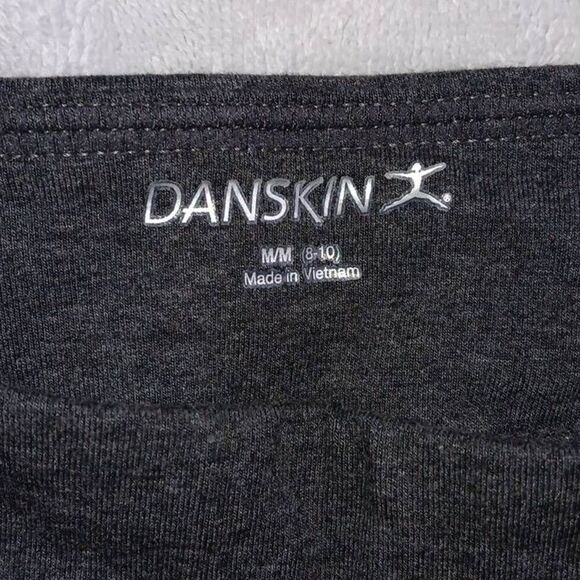 DANSKIN®
M/M (8-10)
Made in Vietnam